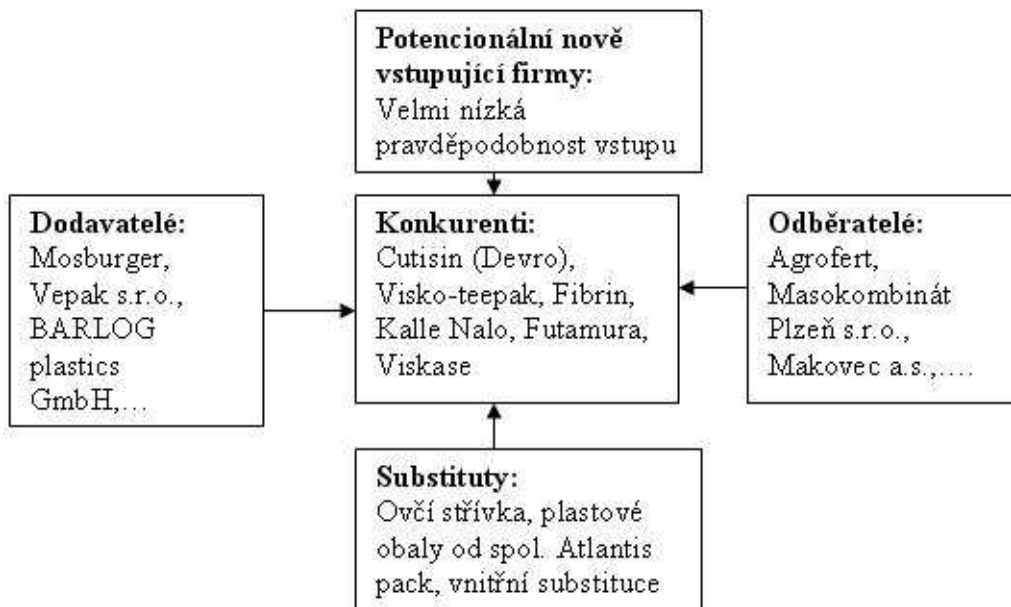 Potencionální nově
vstupující firmy:
Velmi nízká
pravděpodobnost vstupu
Dodavatelé:
Mosburger,
Vepak s.r.o.,
BARLOG
plastics
GmbH,…
Konkurenti:
Cutisin (Devro),
Visko-teepak, Fibrin,
Kalle Nalo, Futamura,
Viskase
Odběratelé:
Agrofert,
Masokombinát
Plzeň s.r.o.,
Makovec a.s.,….
Substituty:
Ovčí střívka, plastové
obaly od spol. Atlantis
pack, vnitřní substituce